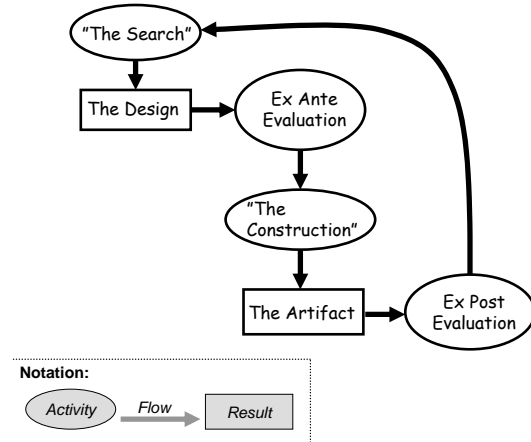 "The Search"
The Design
Ex Ante
Evaluation
"The
Construction"
The Artifact
Ex Post
Evaluation
Notation:
Activity
Flow
Result